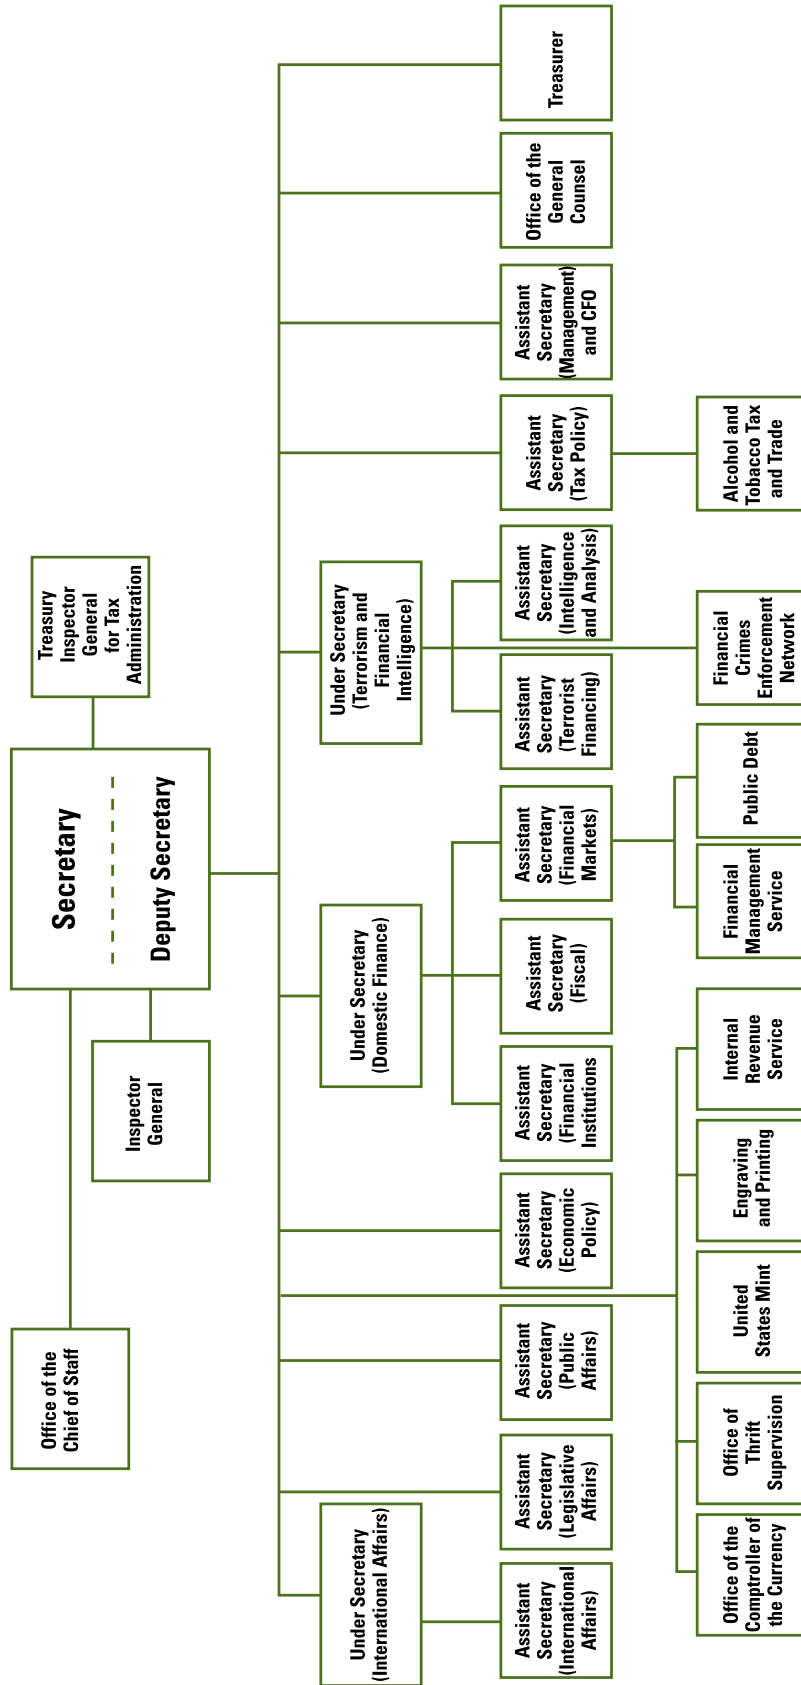 Secretary
Deputy Secretary
Office of the
Chief of Staff
Inspector
General
Treasury
Inspector
General
for Tax
Administration
Under Secretary
(International Affairs)
Under Secretary
(Domestic Finance)
Under Secretary
(Terrorism and
Financial
Intelligence)
Assistant
Secretary
(International
Affairs)
Assistant
Secretary
(Legislative
Affairs)
Assistant
Secretary
(Public
Affairs)
Assistant
Secretary
(Economic
Policy)
Assistant
Secretary
(Financial
Institutions
Assistant
Secretary
(Fiscal)
Assistant
Secretary
(Financial
Markets)
Assistant
Secretary
(Terrorist
Financing)
Assistant
Secretary
(Intelligence
and Analysis)
Assistant
Secretary
(Tax Policy)
Assistant
Secretary
(Management)
and CFO
Office of the
General
Counsel
Treasurer
Office of the
Comptroller of
the Currency
Office of
Thrift
Supervision
United
States Mint
Engraving
and Printing
Internal
Revenue
Service
Financial
Management
Service
Public Debt
Financial
Crimes
Enforcement
Network
Alcohol and
Tobacco Tax
and Trade